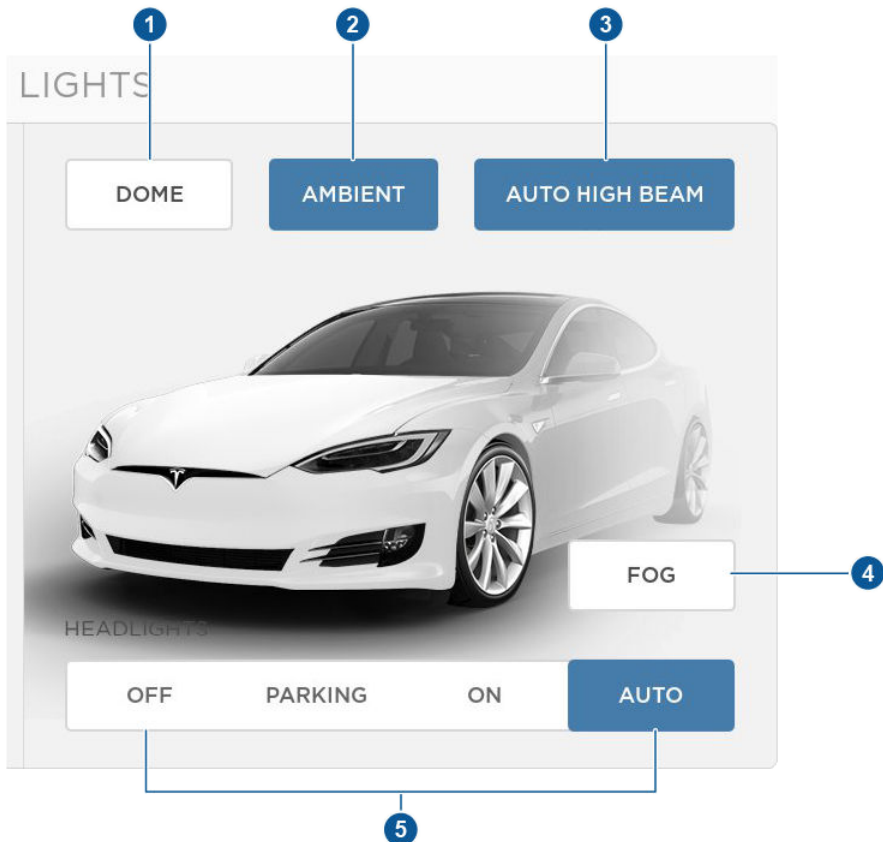 1 2 3
LIGHTS
DOME AMBIENT AUTO HIGH BEAM
FOG 4
HEADLIGHTS
OFF PARKING ON AUTO
5